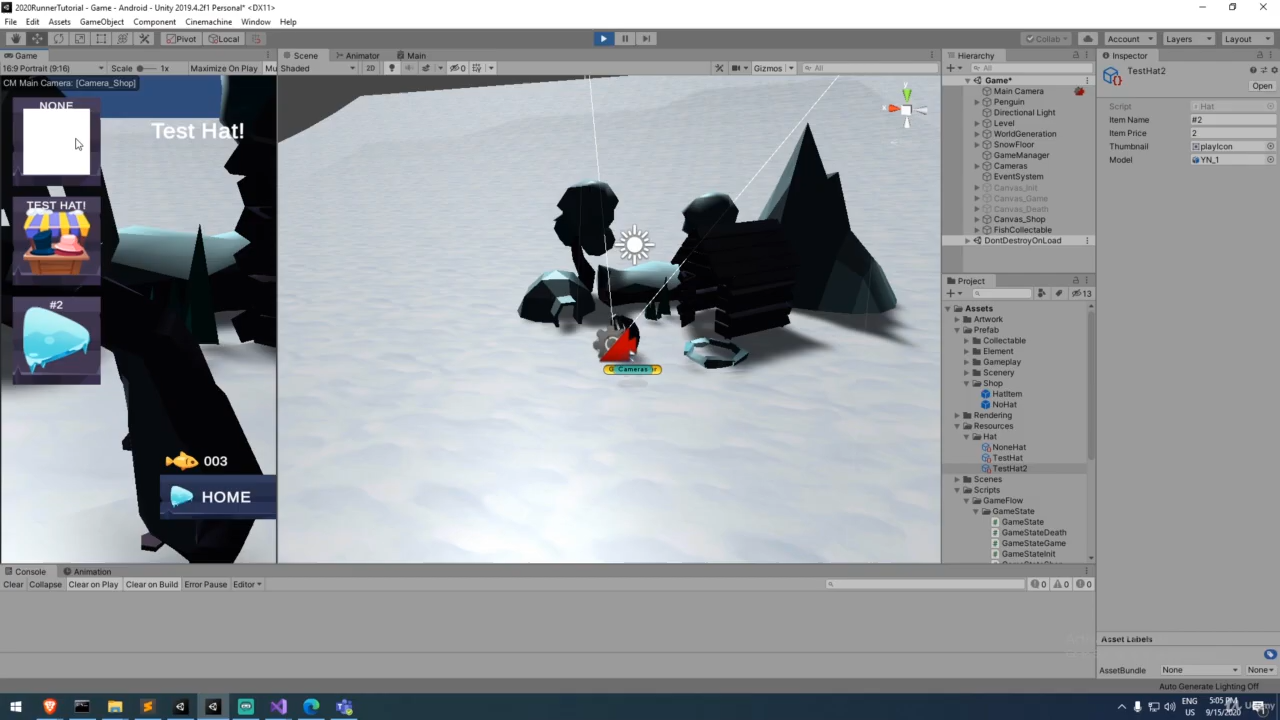 2020RunnerTutorial - Game - Android - Unity 2019.4.2f1 Personal* <DX11>
File Edit Assets GameObject Component Cinemachine Window Help
Pivot Local Collab Account Layers Layout
Game Scene Animator Main Hierarchy Inspector
16:9 Portrait (9:16) Scale 1x Maximize On Play Mu Shaded 2D 0 Gizmos All All
CM Main Camera: [Camera_Shop]
NONE
Test Hat!
TEST HAT!
#2
003
HOME
Cameras
Game*
Main Camera
Penguin
Directional Light
Level
WorldGeneration
SnowFloor
GameManager
Cameras
EventSystem
Canvas_Init
Canvas_Game
Canvas_Death
Canvas_Shop
FishCollectable
DontDestroyOnLoad
Project
13
Assets
Artwork
Prefab
Collectable
Element
Gameplay
Scenery
Shop
HatItem
NoHat
Rendering
Resources
Hat
NoneHat
TestHat
TestHat2
Scenes
Scripts
GameFlow
GameState
GameState
GameStateDeath
GameStateGame
GameStateInit
TestHat2
Open
Script Hat
Item Name #2
Item Price 2
Thumbnail playIcon
Model YN_1
Console Animation
Clear Collapse Clear on Play Clear on Build Error Pause Editor 0 0 0
Asset Labels
AssetBundle None None
Auto Generate Lighting Off
ENG
US
5:05 PM
9/15/2020
Udemy